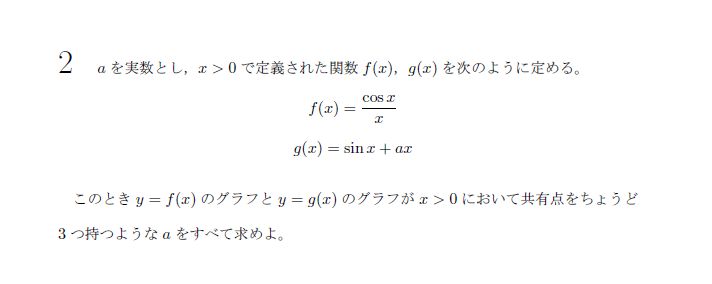 2 aを実数とし，x > 0 で定義された関数 f(x)，g(x) を次のように定める。
f(x) = cos x / x
g(x) = sin x + ax
このとき y = f(x) のグラフと y = g(x) のグラフが x > 0 において共有点をちょうど
3 つ持つような a をすべて求めよ。